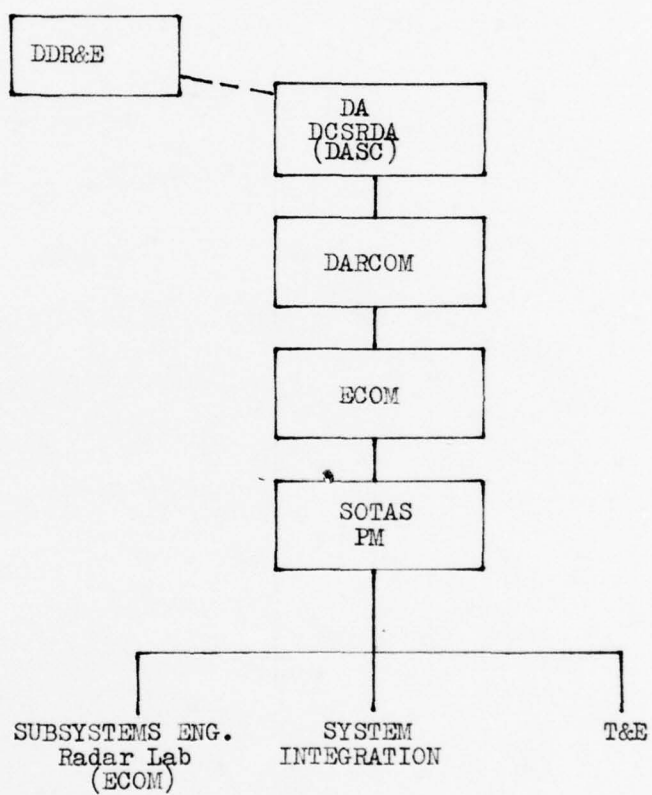 DDR&E
DA
DCSRDA
(DASC)
DARCOM
ECOM
SOTAS
PM
SUBSYSTEMS ENG.
Radar Lab
(ECOM)
SYSTEM
INTEGRATION
T&E